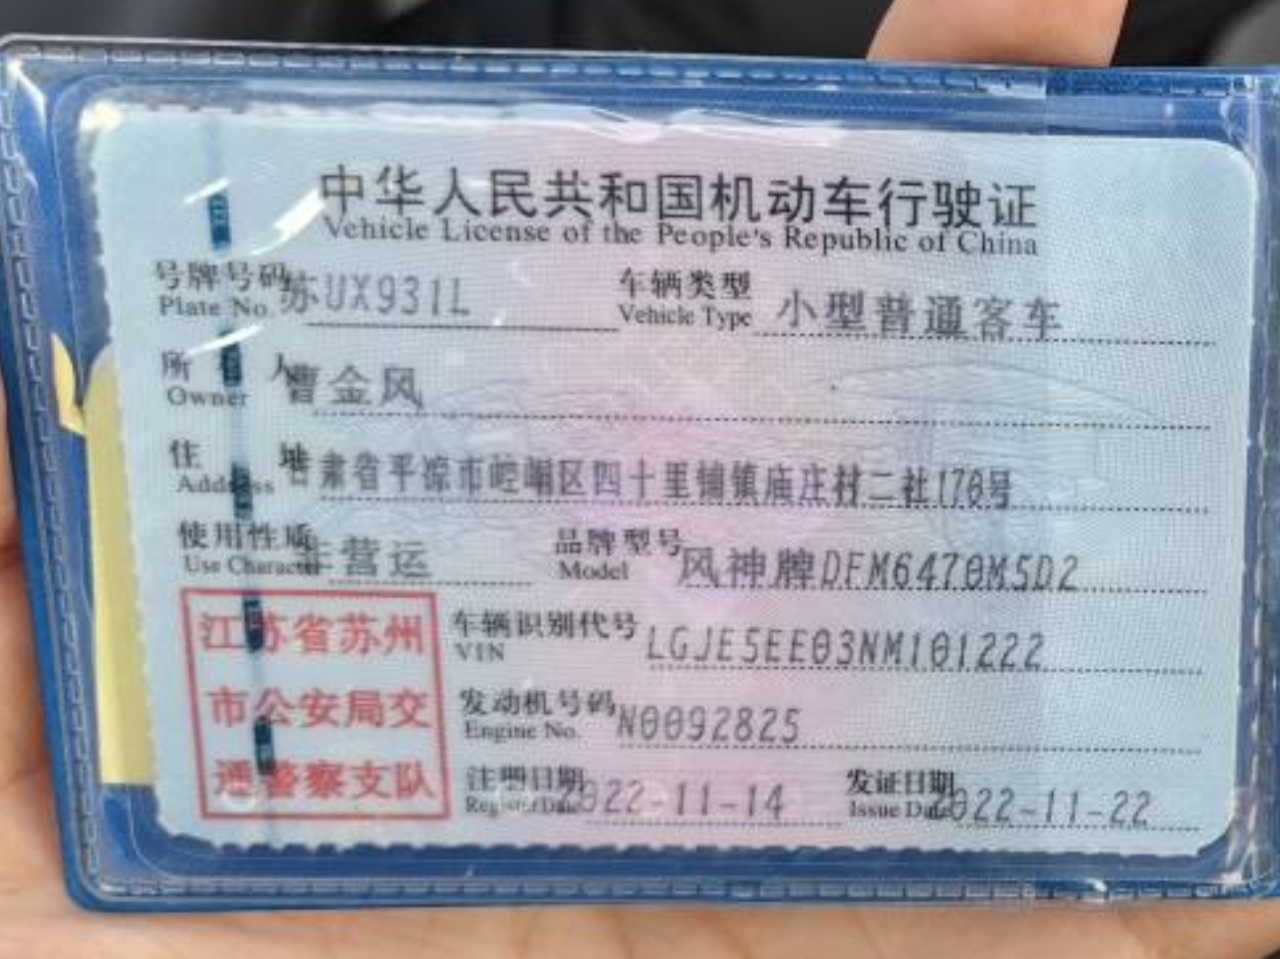 中华人民共和国机动车行驶证
Vehicle License of the People's Republic of China
号牌号码 苏UX931L 车辆类型 小型普通客车
Plate No. Vehicle Type
所 人 曹金风
Owner
住 址 肃省平凉市崆峒区四十里铺镇庙庄村二社170号
Address
使用性质 非营运 品牌型号 风神牌DFM6470M5D2
Use Character Model
江苏省苏州
市公安局交
通警察支队
车辆识别代号 LGJE5EE03NM101222
VIN
发动机号码 N0092825
Engine No.
注册日期 2022-11-14 发证日期 2022-11-22
Register Date Issue Date